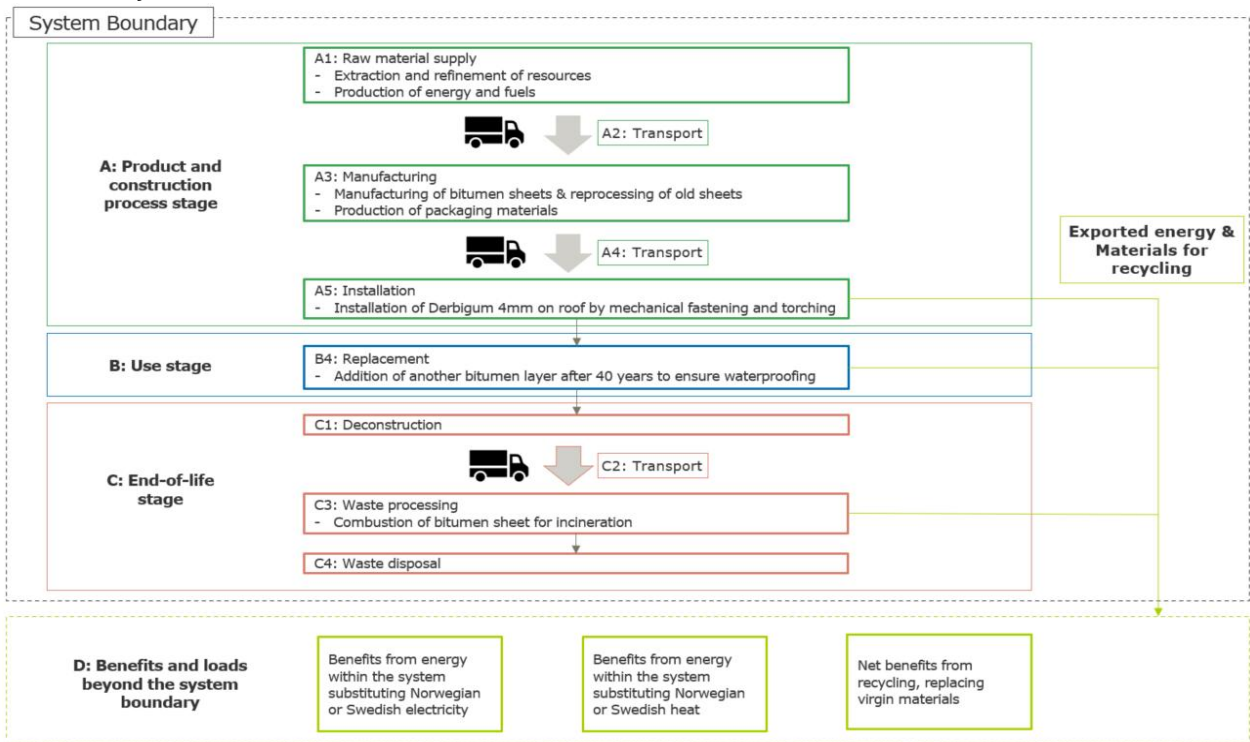 System Boundary
A1: Raw material supply
- Extraction and refinement of resources
- Production of energy and fuels
A2: Transport
A: Product and
construction
process stage
A3: Manufacturing
- Manufacturing of bitumen sheets & reprocessing of old sheets
- Production of packaging materials
A4: Transport
Exported energy &
Materials for
recycling
A5: Installation
- Installation of Derbigum 4mm on roof by mechanical fastening and torching
B: Use stage
B4: Replacement
- Addition of another bitumen layer after 40 years to ensure waterproofing
C1: Deconstruction
C2: Transport
C: End-of-life
stage
C3: Waste processing
- Combustion of bitumen sheet for incineration
C4: Waste disposal
D: Benefits and loads
beyond the system
boundary
Benefits from energy
within the system
substituting Norwegian
or Swedish electricity
Benefits from energy
within the system
substituting Norwegian
or Swedish heat
Net benefits from
recycling, replacing
virgin materials